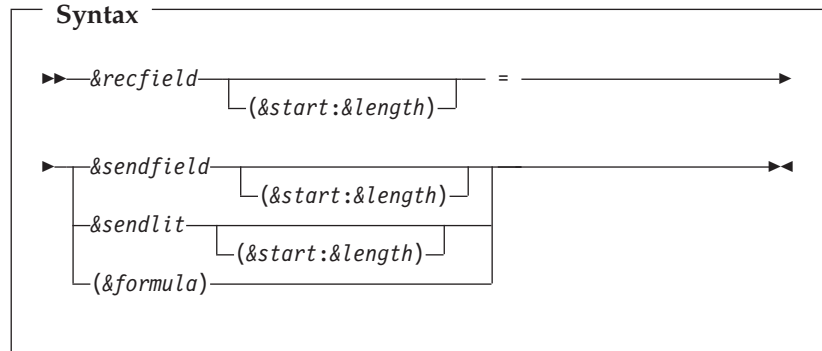 Syntax
&recfield =
(&start:&length)
&sendfield
(&start:&length)
&sendlit
(&start:&length)
(&formula)